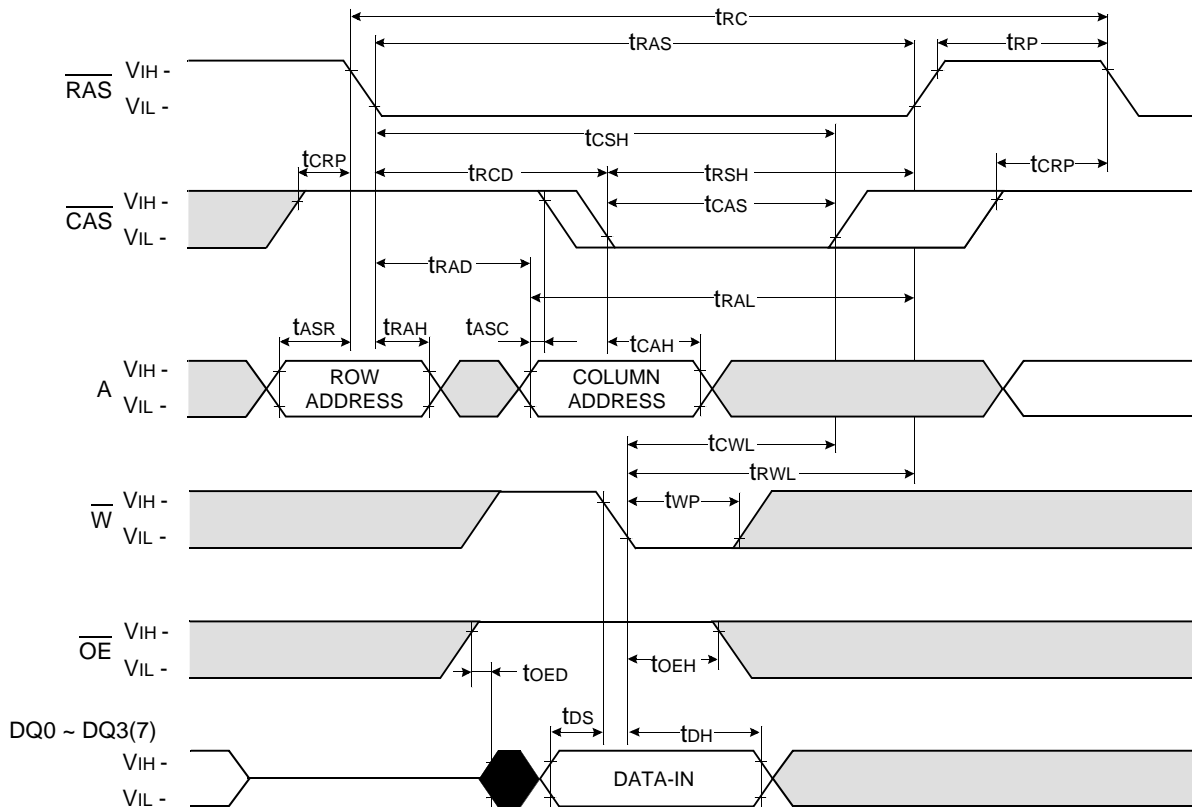 tRC
tRAS
tRP
RAS
VIH -
VIL -
tCSH
tCRP
tRCD
tRSH
tCRP
CAS
VIH -
VIL -
tCAS
tRAD
tRAL
tASR
tRAH
tASC
tCAH
A
VIH -
VIL -
ROW
ADDRESS
COLUMN
ADDRESS
tCWL
tRWL
W
VIH -
VIL -
tWP
OE
VIH -
VIL -
tOED
tOEH
DQ0 ~ DQ3(7)
tDS
tDH
VIH -
VIL -
DATA-IN